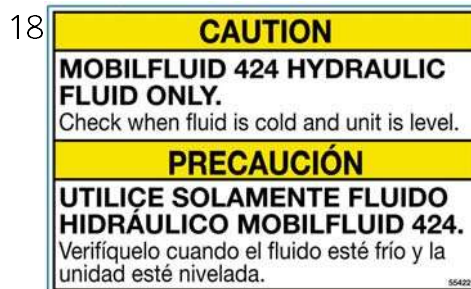 18
CAUTION
MOBILFLUID 424 HYDRAULIC
FLUID ONLY.
Check when fluid is cold and unit is level.
PRECAUCIÓN
UTILICE SOLAMENTE FLUIDO
HIDRÁULICO MOBILFLUID 424.
Verifíquelo cuando el fluido esté frío y la
unidad esté nivelada.
55422